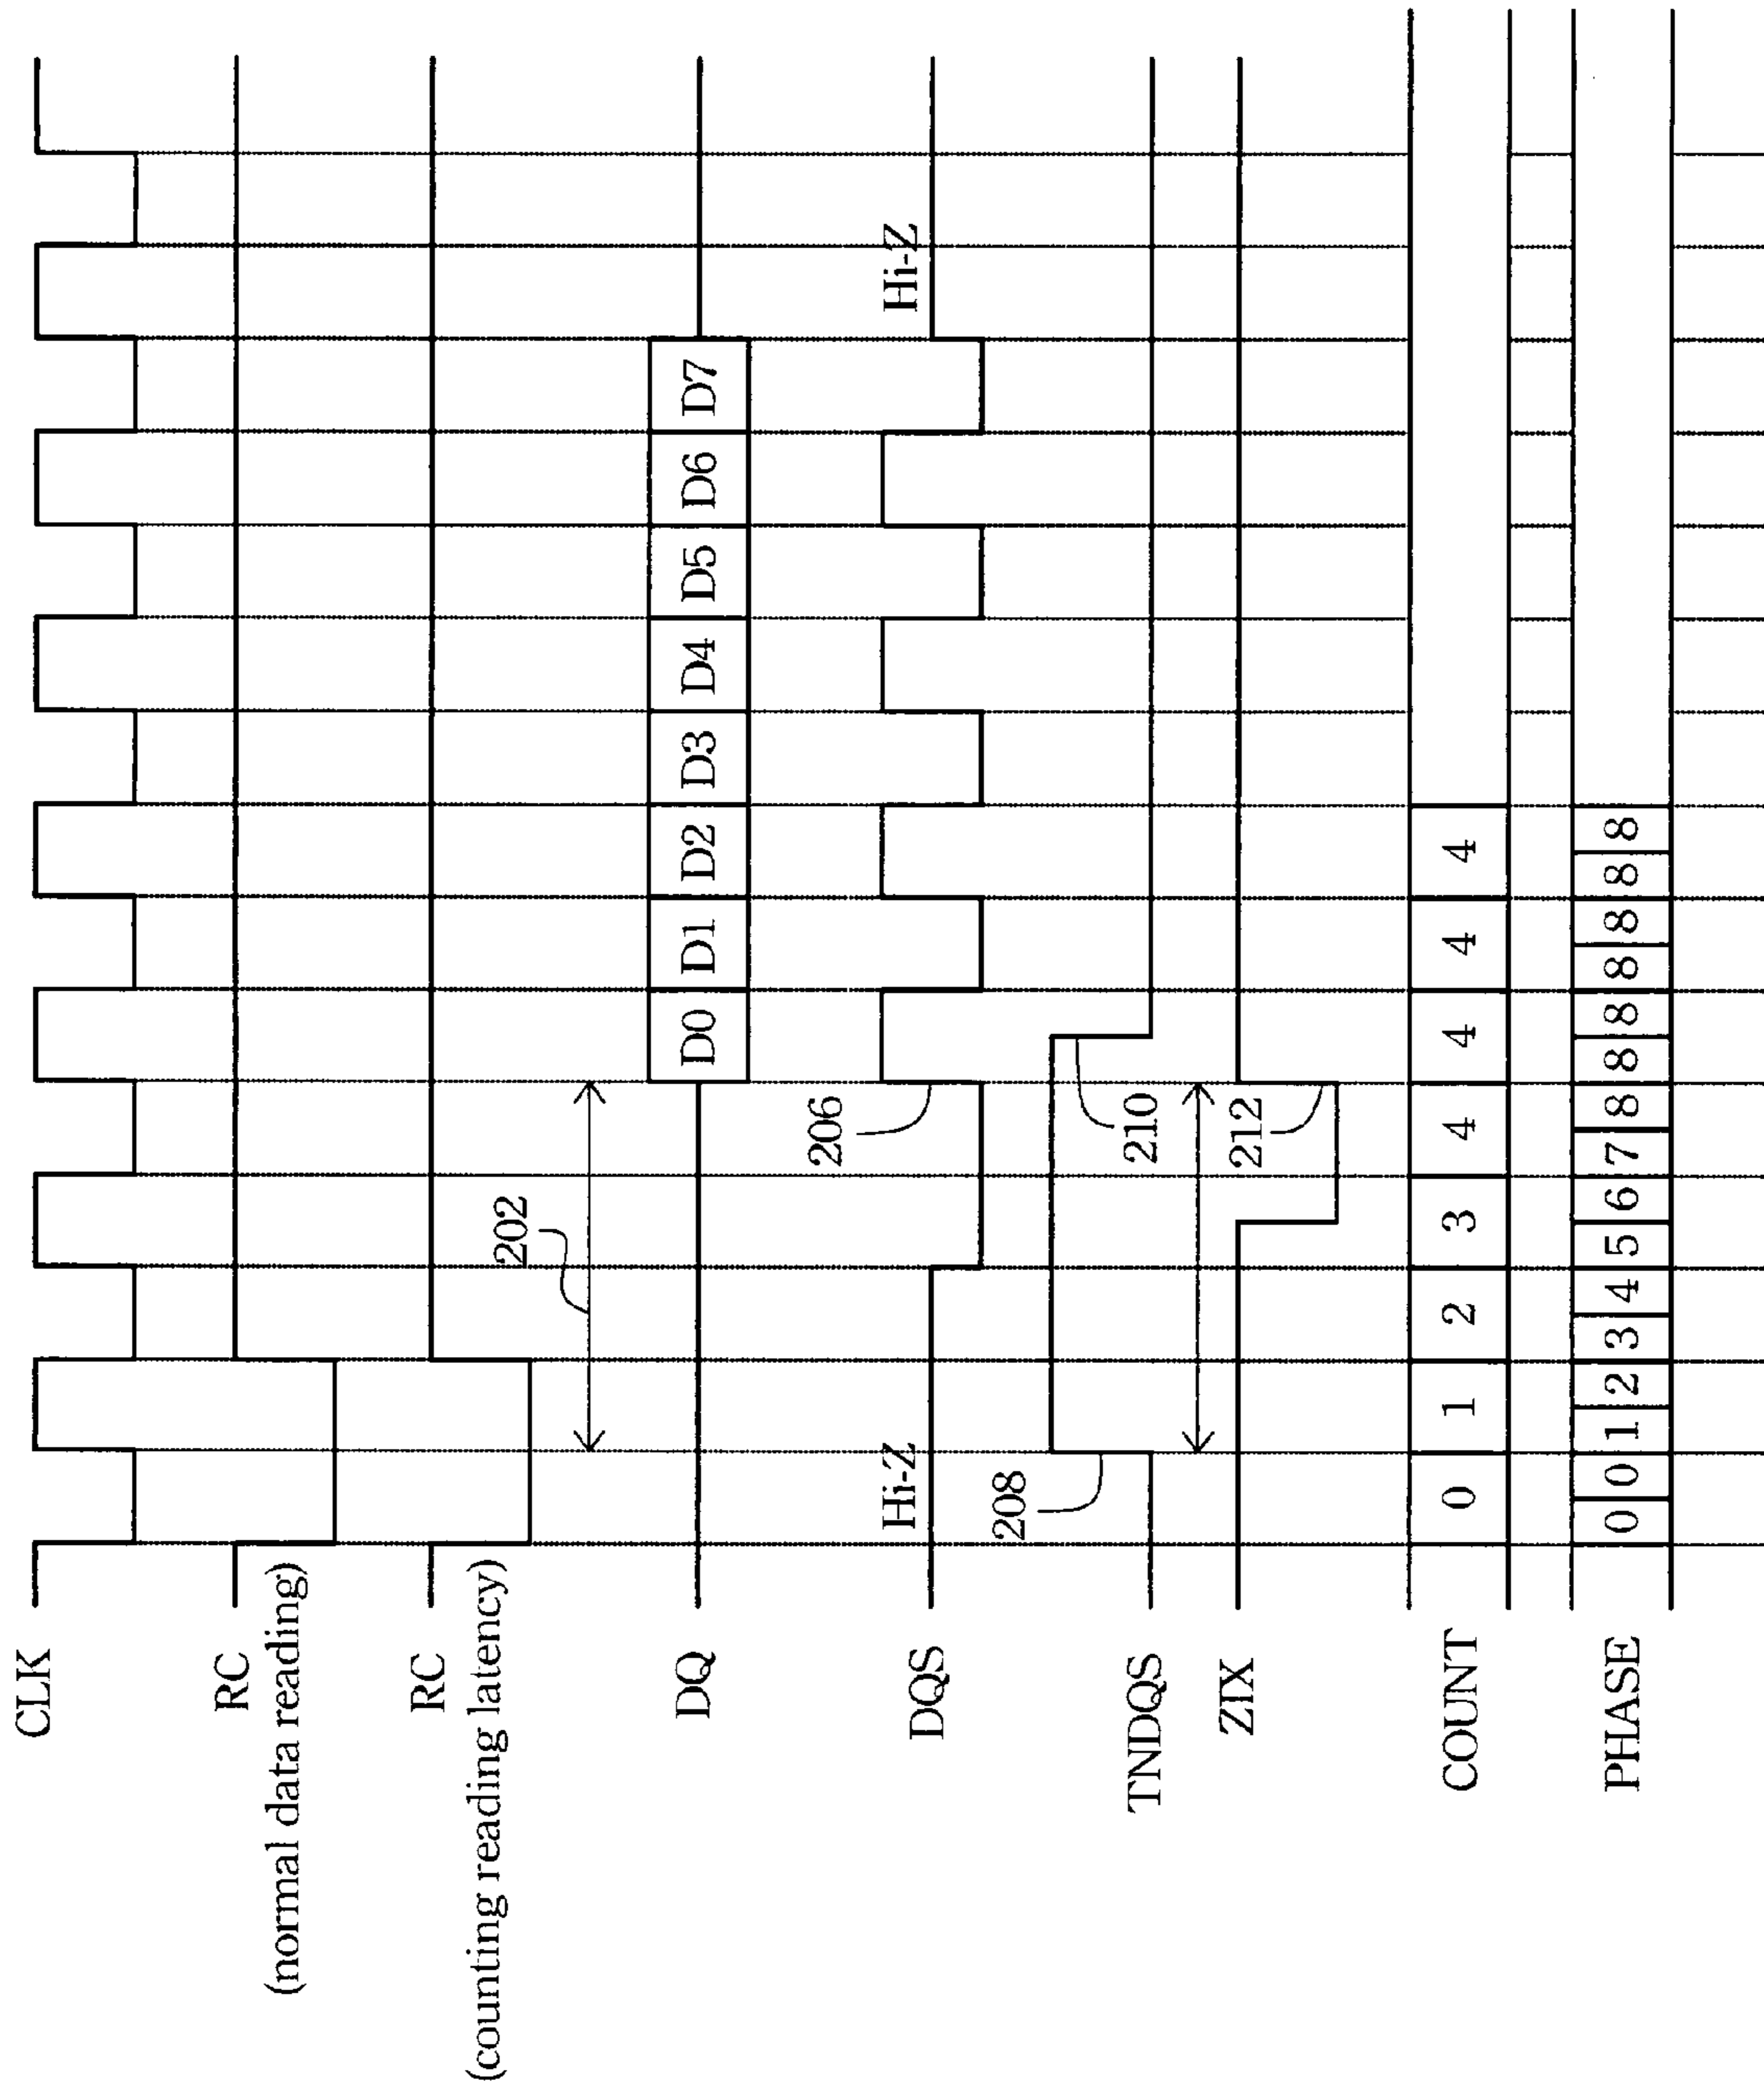 CLK
RC
(normal data reading)
RC
(counting reading latency)
202
DQ D0 D1 D2 D3 D4 D5 D6 D7
206
DQS Hi-Z Hi-Z
208
TNDQS 210
ZIX 212
COUNT 0 1 2 3 4 4 4 4
PHASE 0 0 1 2 3 4 5 6 7 8 8 8 8 8 8 8